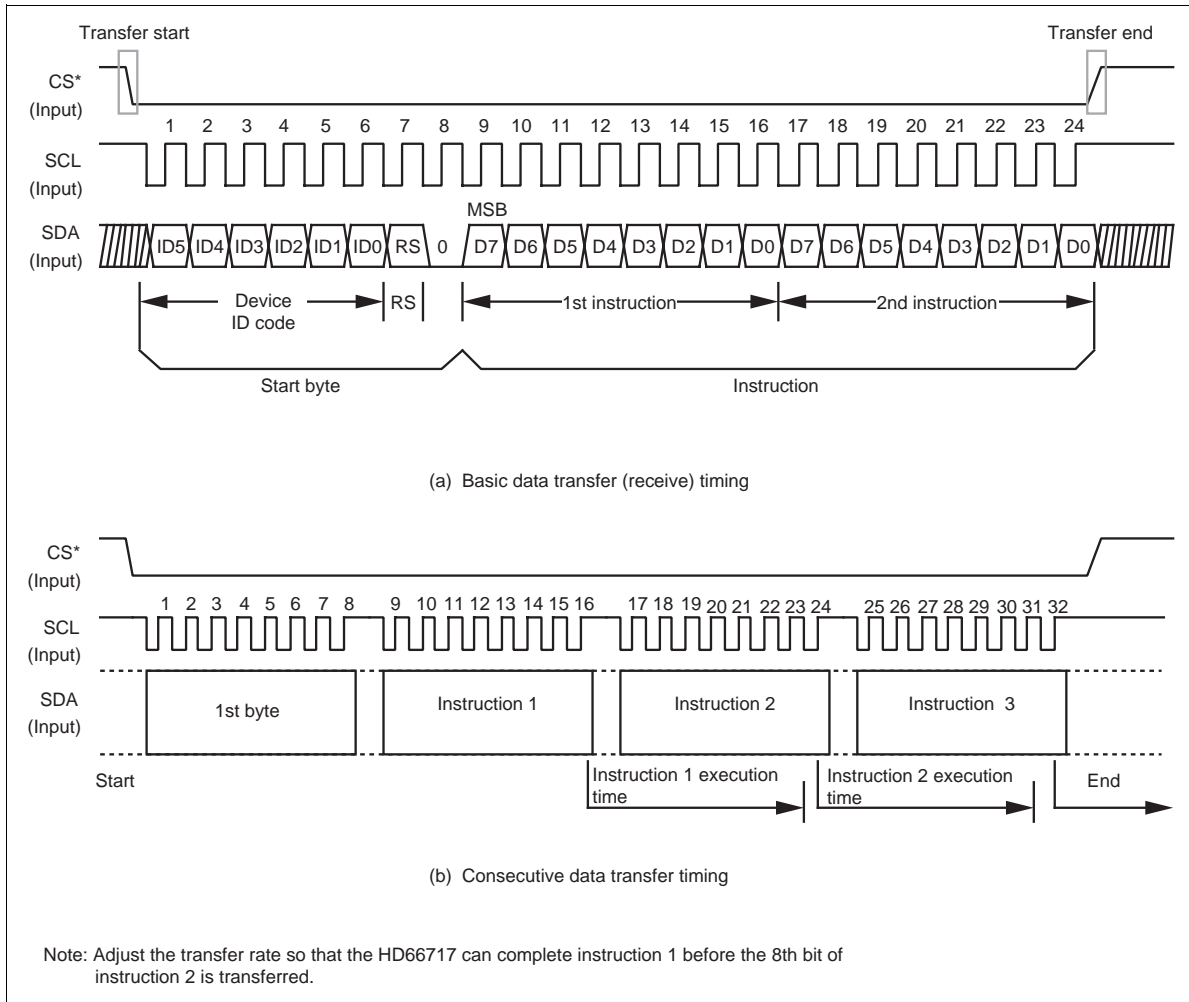 Transfer start
Transfer end
CS*
(Input)
1 2 3 4 5 6 7 8 9 10 11 12 13 14 15 16 17 18 19 20 21 22 23 24
SCL
(Input)
MSB
SDA
(Input)
ID5 ID4 ID3 ID2 ID1 ID0 RS 0 D7 D6 D5 D4 D3 D2 D1 D0 D7 D6 D5 D4 D3 D2 D1 D0
Device
ID code
RS
1st instruction
2nd instruction
Start byte
Instruction
(a) Basic data transfer (receive) timing
CS*
(Input)
1 2 3 4 5 6 7 8 9 10 11 12 13 14 15 16 17 18 19 20 21 22 23 24 25 26 27 28 29 30 31 32
SCL
(Input)
SDA
(Input)
1st byte
Instruction 1
Instruction 2
Instruction 3
Start
Instruction 1 execution
time
Instruction 2 execution
time
End
(b) Consecutive data transfer timing
Note: Adjust the transfer rate so that the HD66717 can complete instruction 1 before the 8th bit of
instruction 2 is transferred.